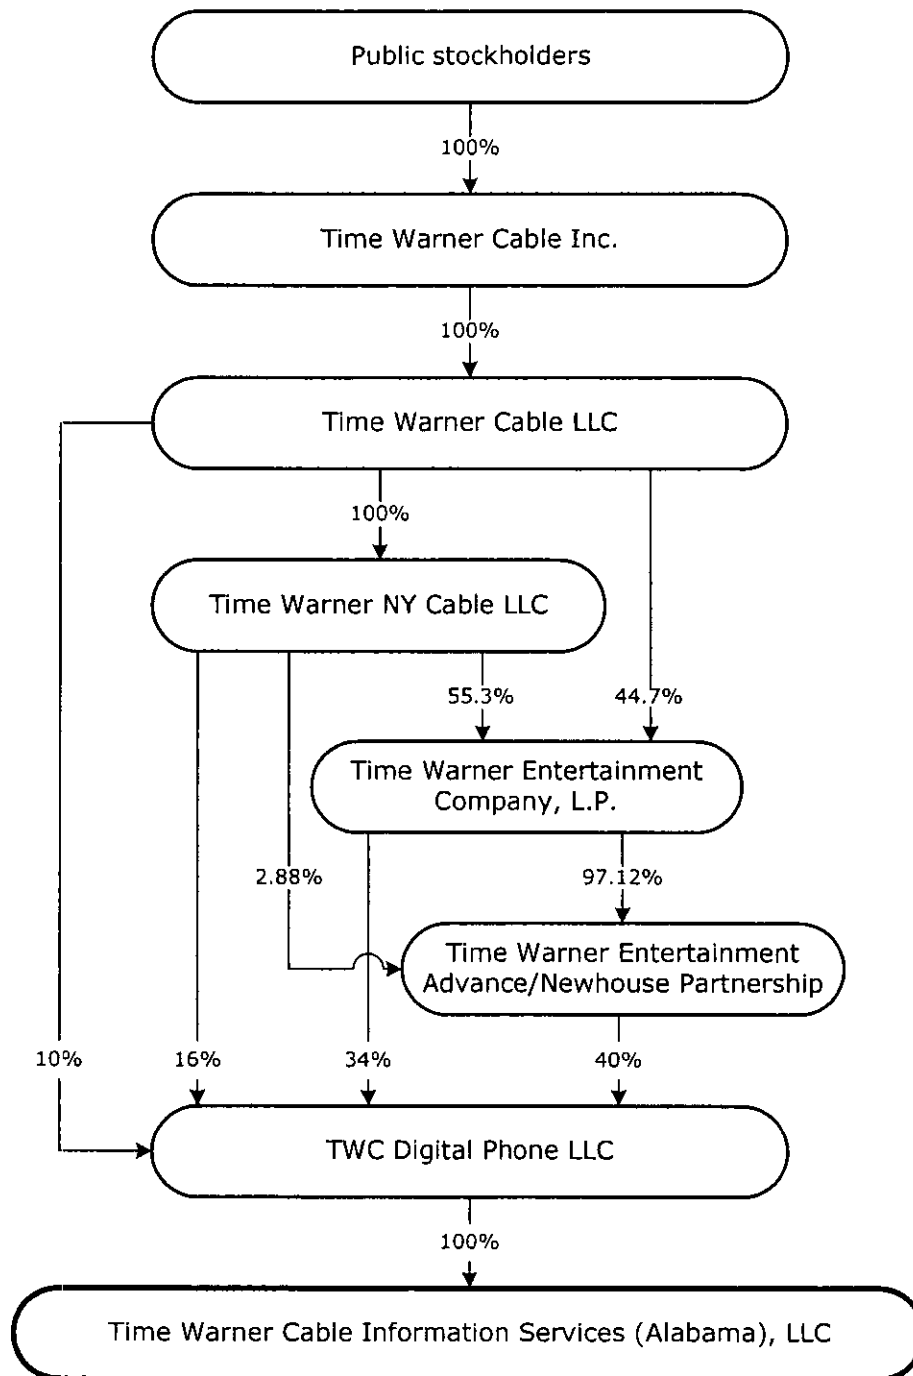 Public stockholders
100%
Time Warner Cable Inc.
100%
Time Warner Cable LLC
100%
Time Warner NY Cable LLC
55.3%
44.7%
Time Warner Entertainment
Company, L.P.
2.88%
97.12%
Time Warner Entertainment
Advance/Newhouse Partnership
10%
16%
34%
40%
TWC Digital Phone LLC
100%
Time Warner Cable Information Services (Alabama), LLC